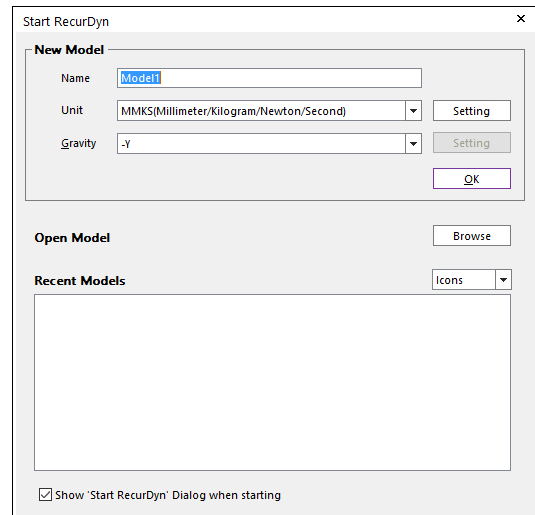 Start RecurDyn
New Model
Name Model1
Unit MMKS(Millimeter/Kilogram/Newton/Second) Setting
Gravity -Y Setting
OK
Open Model Browse
Recent Models Icons
Show 'Start RecurDyn' Dialog when starting